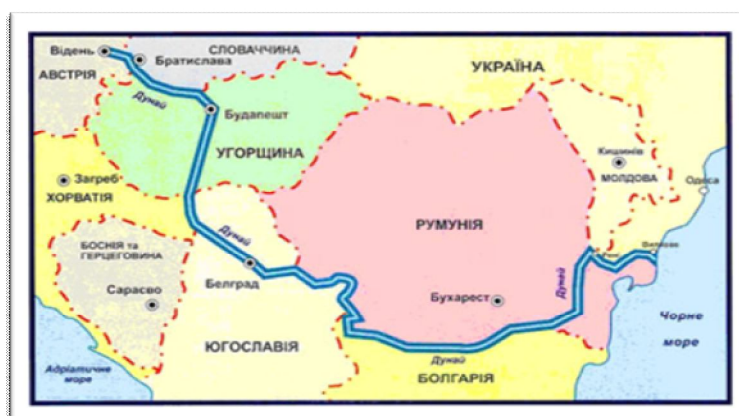 Відень
СЛОВАЧЧИНА
Братислава
УКРАЇНА
АВСТРІЯ
Дунай
Будапешт
УГОРЩИНА
Кишинів
МОЛДОВА
Одеса
Загреб
ХОРВАТІЯ
РУМУНІЯ
Дунай
Вилкове
БОСНІЯ та
ГЕРЦЕГОВИНА
Белград
Рені
Дунай
Сараєво
Бухарест
Чорне
море
ЮГОСЛАВІЯ
Дунай
Адріатичне
море
БОЛГАРІЯ